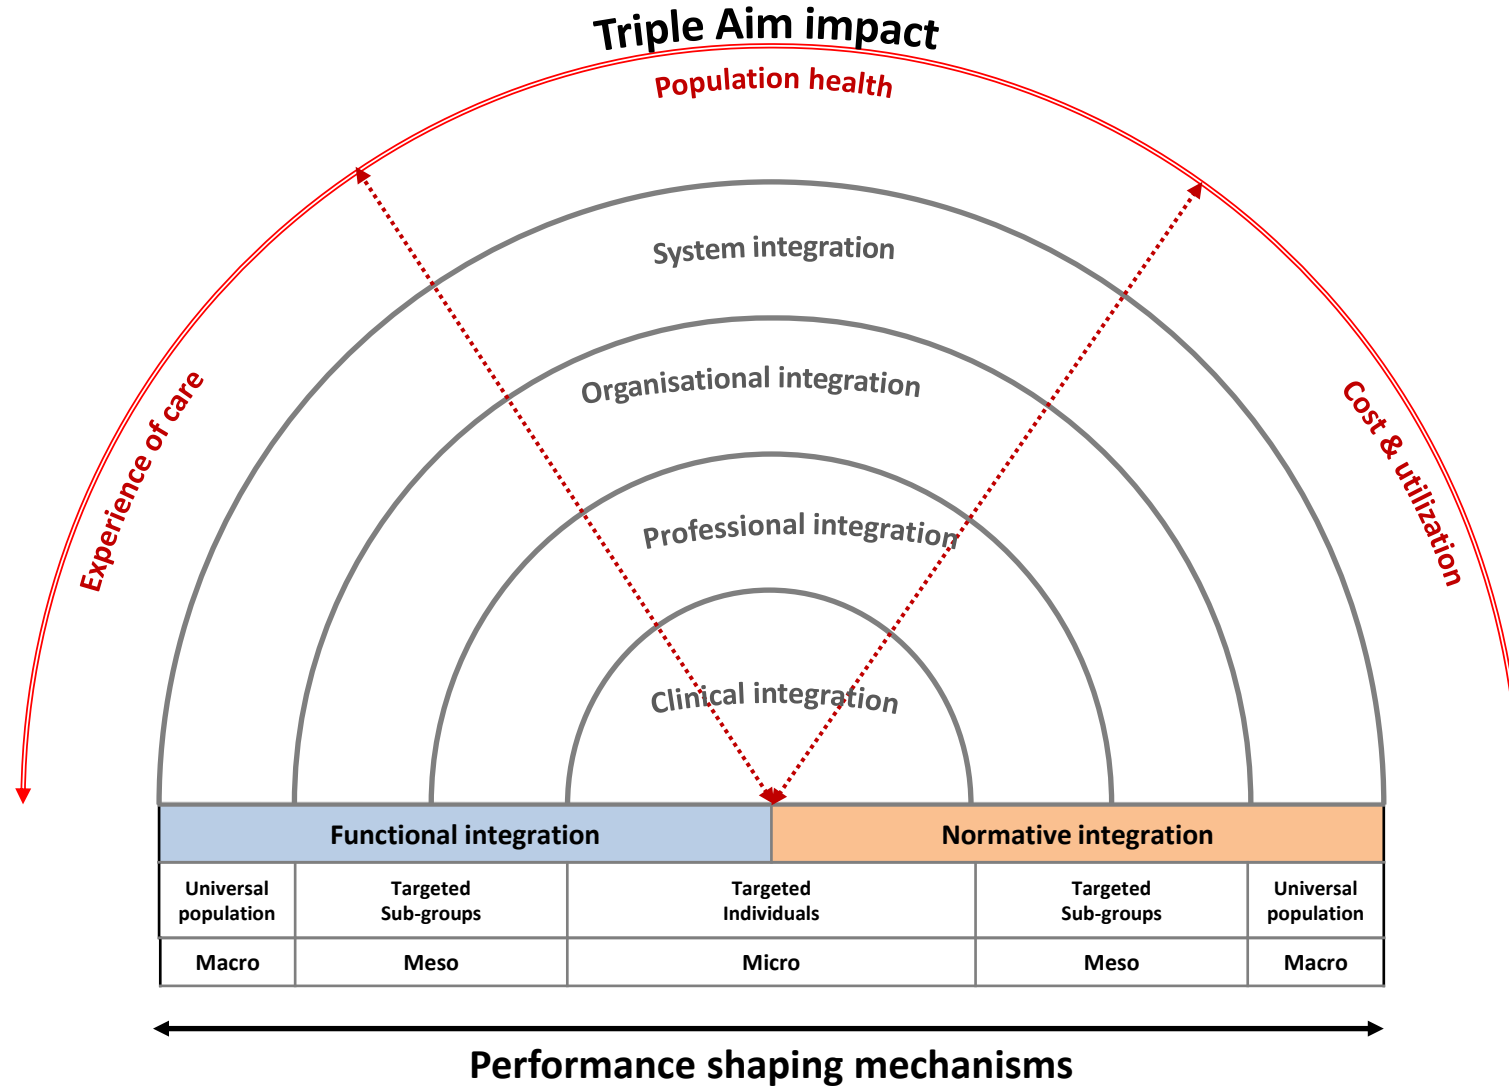 Triple Aim impact
Population health
Experience of care
Cost & utilization
System integration
Organisational integration
Professional integration
Clinical integration
Functional integration
Normative integration
Universal
population
Targeted
Sub-groups
Targeted
Individuals
Targeted
Sub-groups
Universal
population
Macro
Meso
Micro
Meso
Macro
Performance shaping mechanisms